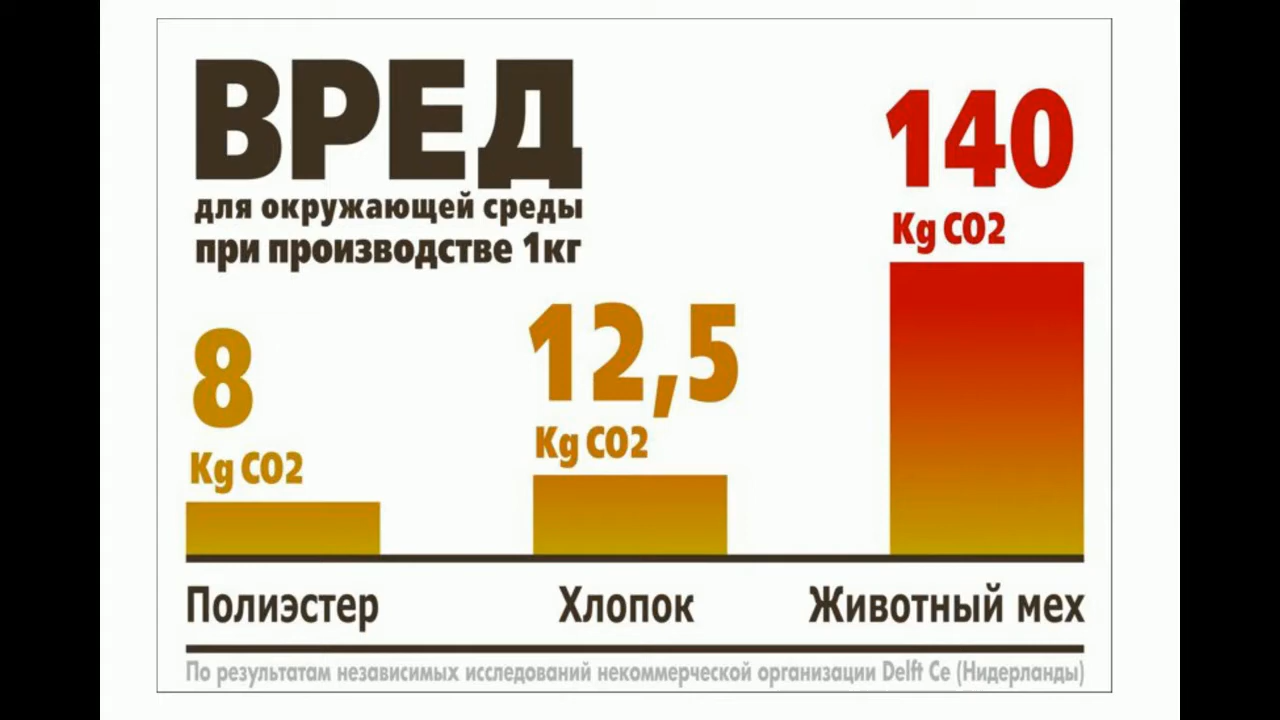 ВРЕД
для окружающей среды
при производстве 1кг
8
Kg CO2
12,5
Kg CO2
140
Kg CO2
Полиэстер
Хлопок
Животный мех
По результатам независимых исследований некоммерческой организации Delft Ce (Нидерланды)